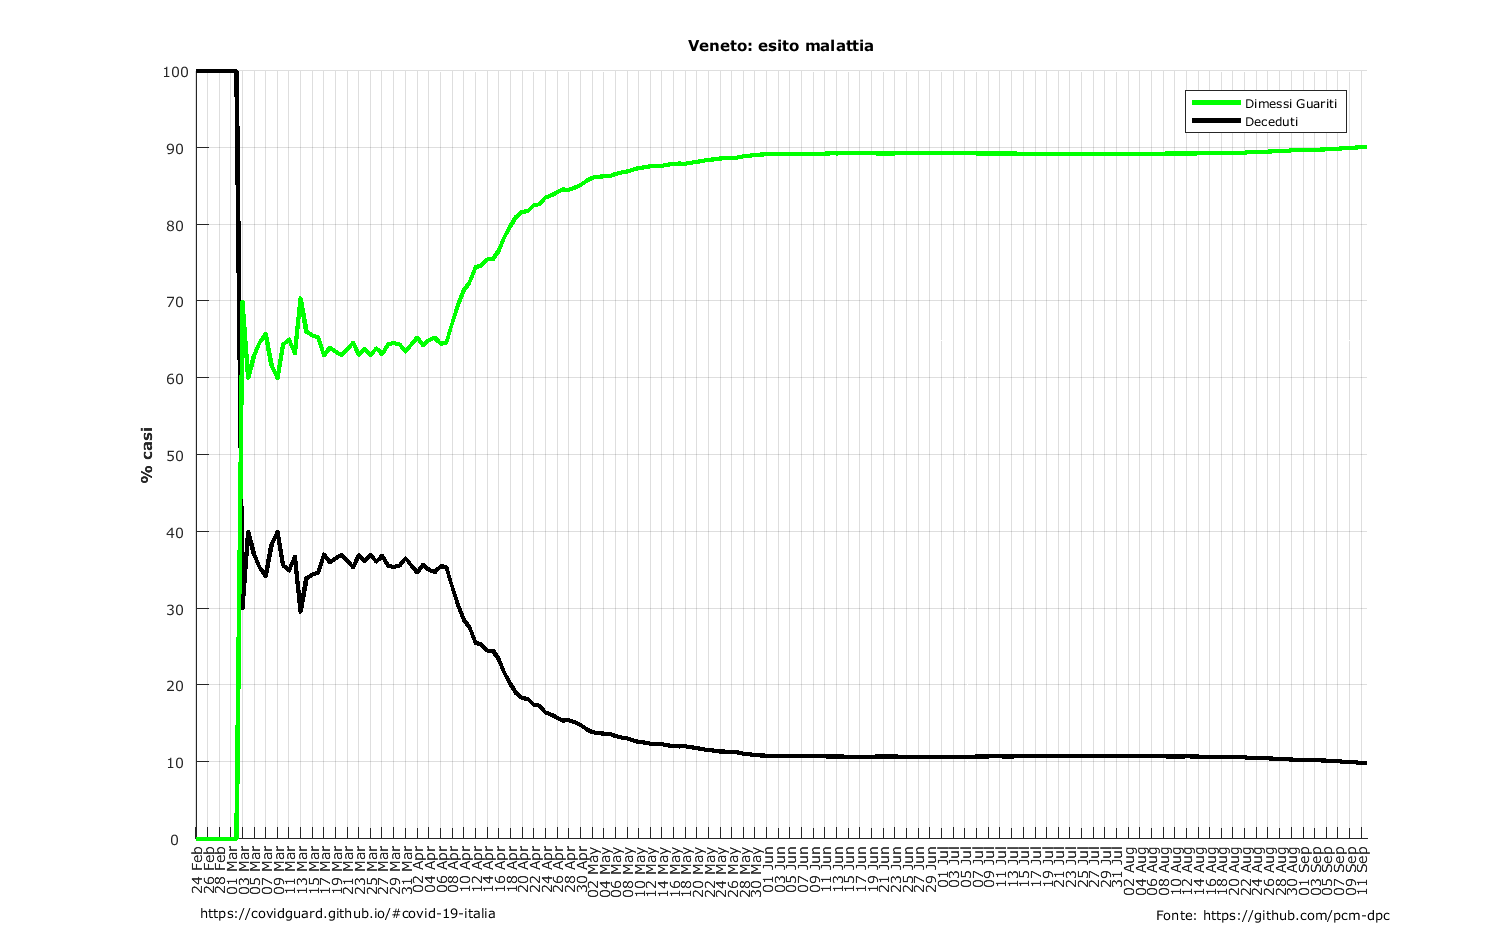 Veneto: esito malattia
100
90
80
70
60
50
40
30
20
10
0
% casi
Dimessi Guariti
Deceduti
24 Feb
26 Feb
28 Feb
01 Mar
03 Mar
05 Mar
07 Mar
09 Mar
11 Mar
13 Mar
15 Mar
17 Mar
19 Mar
21 Mar
23 Mar
25 Mar
27 Mar
29 Mar
31 Mar
02 Apr
04 Apr
06 Apr
08 Apr
10 Apr
12 Apr
14 Apr
16 Apr
18 Apr
20 Apr
22 Apr
24 Apr
26 Apr
28 Apr
30 Apr
02 May
04 May
06 May
08 May
10 May
12 May
14 May
16 May
18 May
20 May
22 May
24 May
26 May
28 May
30 May
01 Jun
03 Jun
05 Jun
07 Jun
09 Jun
11 Jun
13 Jun
15 Jun
17 Jun
19 Jun
21 Jun
23 Jun
25 Jun
27 Jun
29 Jun
01 Jul
03 Jul
05 Jul
07 Jul
09 Jul
11 Jul
13 Jul
15 Jul
17 Jul
19 Jul
21 Jul
23 Jul
25 Jul
27 Jul
29 Jul
31 Jul
02 Aug
04 Aug
06 Aug
08 Aug
10 Aug
12 Aug
14 Aug
16 Aug
18 Aug
20 Aug
22 Aug
24 Aug
26 Aug
28 Aug
30 Aug
01 Sep
03 Sep
05 Sep
07 Sep
09 Sep
11 Sep
https://covidguard.github.io/#covid-19-italia
Fonte: https://github.com/pcm-dpc